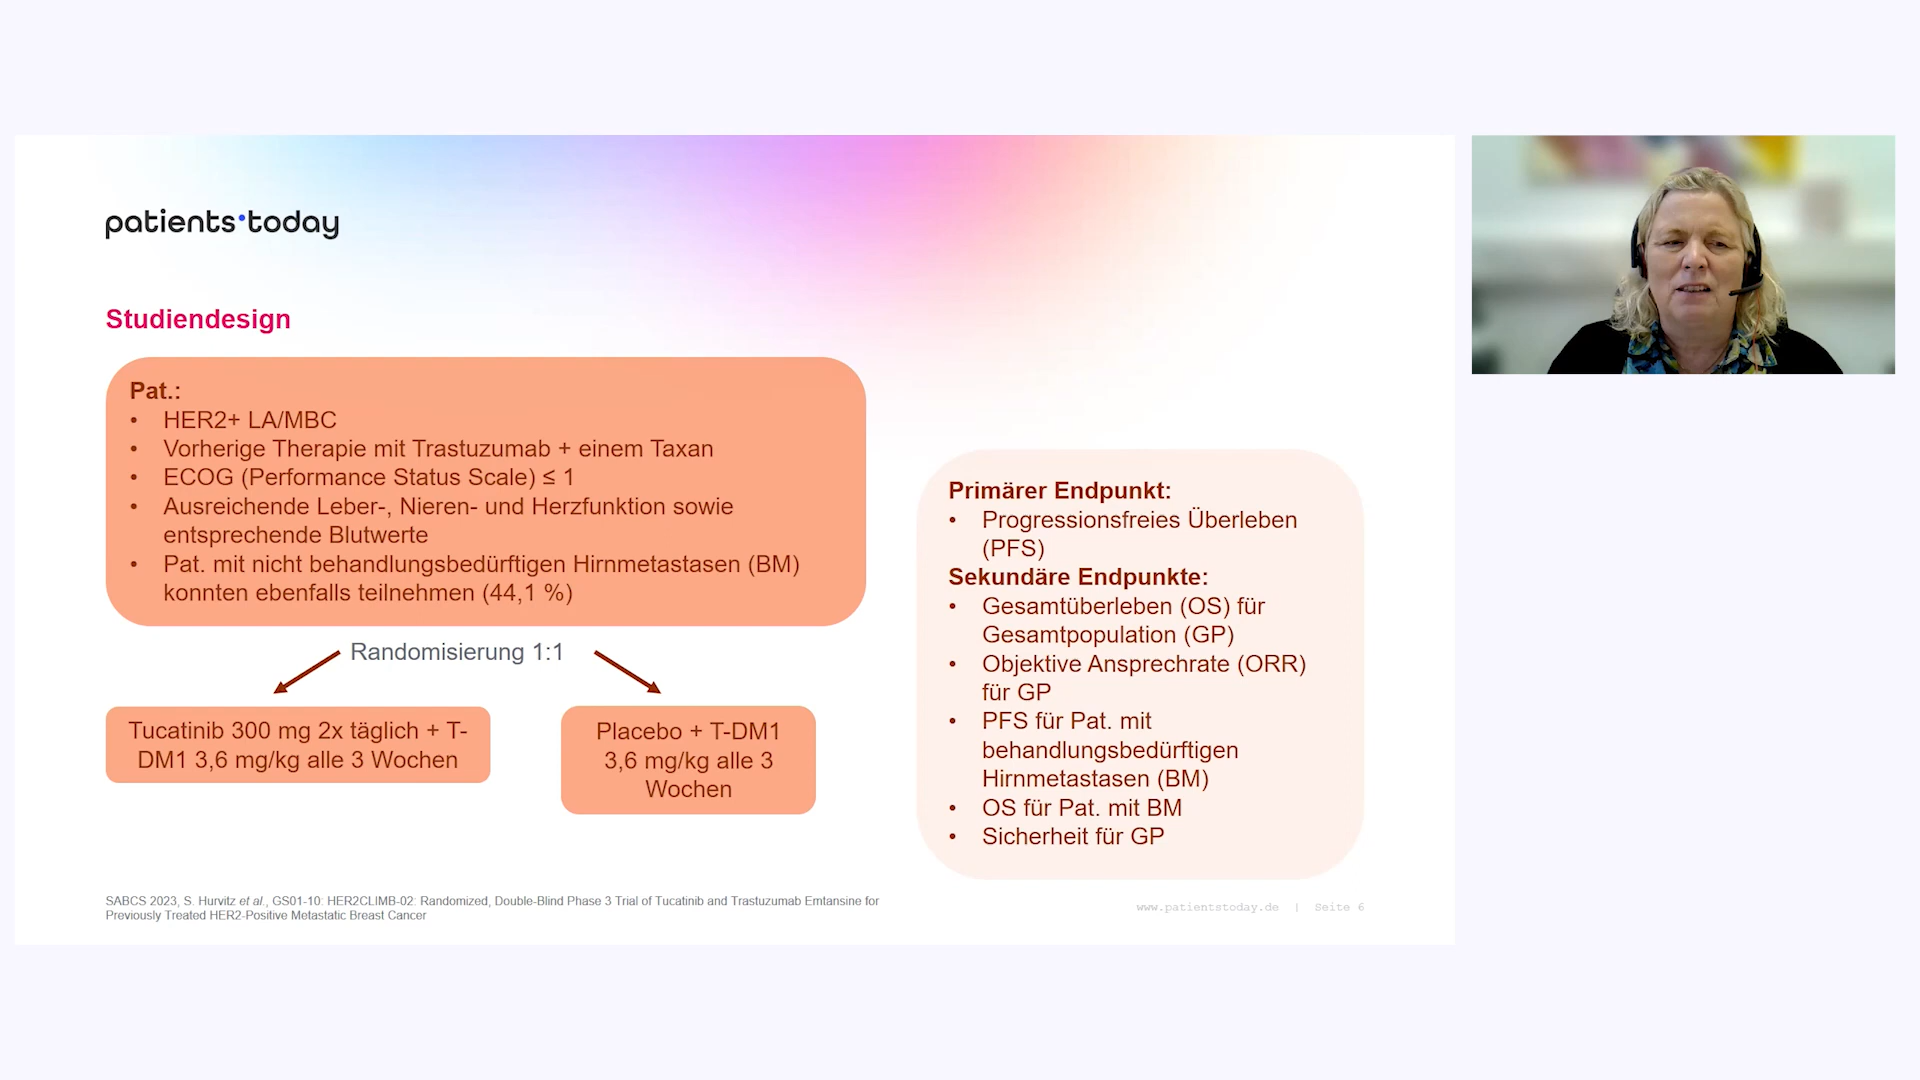 patients•today
Studiendesign
Pat.:
• HER2+ LA/MBC
• Vorherige Therapie mit Trastuzumab + einem Taxan
• ECOG (Performance Status Scale) ≤ 1
• Ausreichende Leber-, Nieren- und Herzfunktion sowie
entsprechende Blutwerte
• Pat. mit nicht behandlungsbedürftigen Hirnmetastasen (BM)
konnten ebenfalls teilnehmen (44,1 %)
Randomisierung 1:1
Tucatinib 300 mg 2x täglich + T-
DM1 3,6 mg/kg alle 3 Wochen
Placebo + T-DM1
3,6 mg/kg alle 3
Wochen
Primärer Endpunkt:
• Progressionsfreies Überleben
(PFS)
Sekundäre Endpunkte:
• Gesamtüberleben (OS) für
Gesamtpopulation (GP)
• Objektive Ansprechrate (ORR)
für GP
• PFS für Pat. mit
behandlungsbedürftigen
Hirnmetastasen (BM)
• OS für Pat. mit BM
• Sicherheit für GP
SABCS 2023, S. Hurvitz et al., GS01-10: HER2CLIMB-02: Randomized, Double-Blind Phase 3 Trial of Tucatinib and Trastuzumab Emtansine for
Previously Treated HER2-Positive Metastatic Breast Cancer
www.patientstoday.de | Seite 6